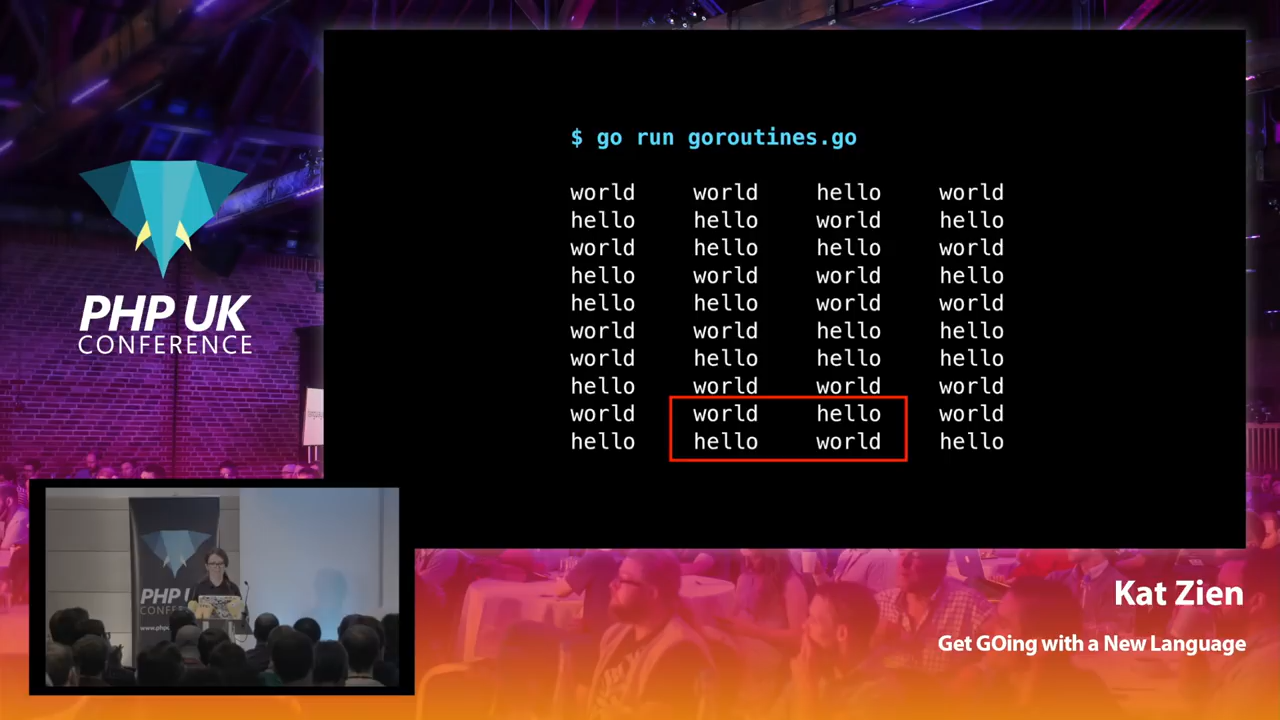 $ go run goroutines.go
world world hello world
hello hello world hello
world hello hello world
hello world world hello
hello hello world world
world world hello hello
world hello hello hello
hello world world world
world world hello world
hello hello world hello
PHP UK
CONFERENCE
PHP U
CONFEREN
Kat Zien
Get GOing with a New Language